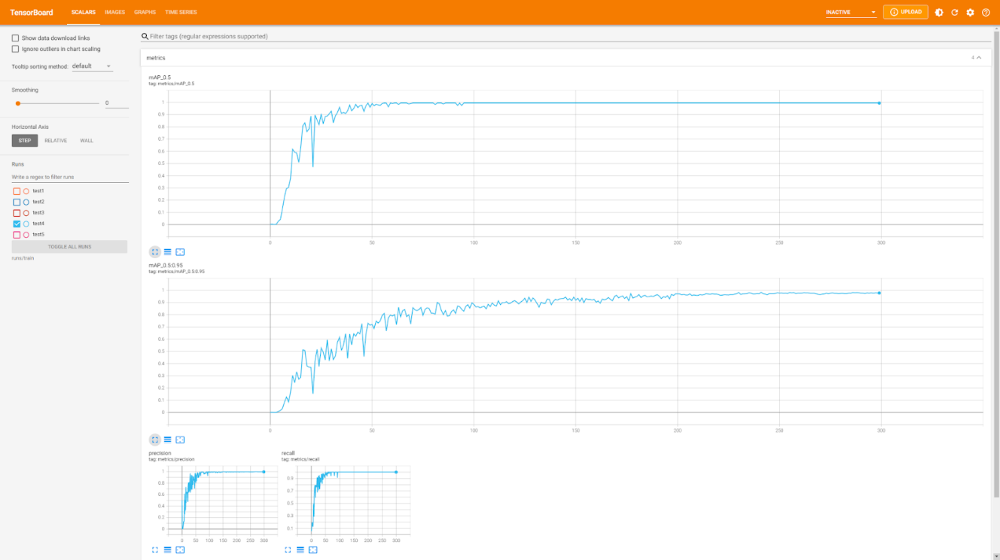 TensorBoard SCALARS IMAGES GRAPHS TIME SERIES INACTIVE UPLOAD
Show data download links
Ignore outliers in chart scaling
Tooltip sorting method: default
Smoothing
0
Horizontal Axis
STEP RELATIVE WALL
Runs
Write a regex to filter runs
test1
test2
test3
test4
test5
TOGGLE ALL RUNS
runs/train
Filter tags (regular expressions supported)
metrics 4
mAP_0.5
tag: metrics/mAP_0.5
1
0.9
0.8
0.7
0.6
0.5
0.4
0.3
0.2
0.1
0
0 50 100 150 200 250 300
mAP_0.5:0.95
tag: metrics/mAP_0.5:0.95
1
0.9
0.8
0.7
0.6
0.5
0.4
0.3
0.2
0.1
0
0 50 100 150 200 250 300
precision
tag: metrics/precision
1
0.8
0.6
0.4
0.2
0
0 50 100 150 200 250 300
recall
tag: metrics/recall
0.9
0.7
0.5
0.3
0.1
0 50 100 150 200 250 300